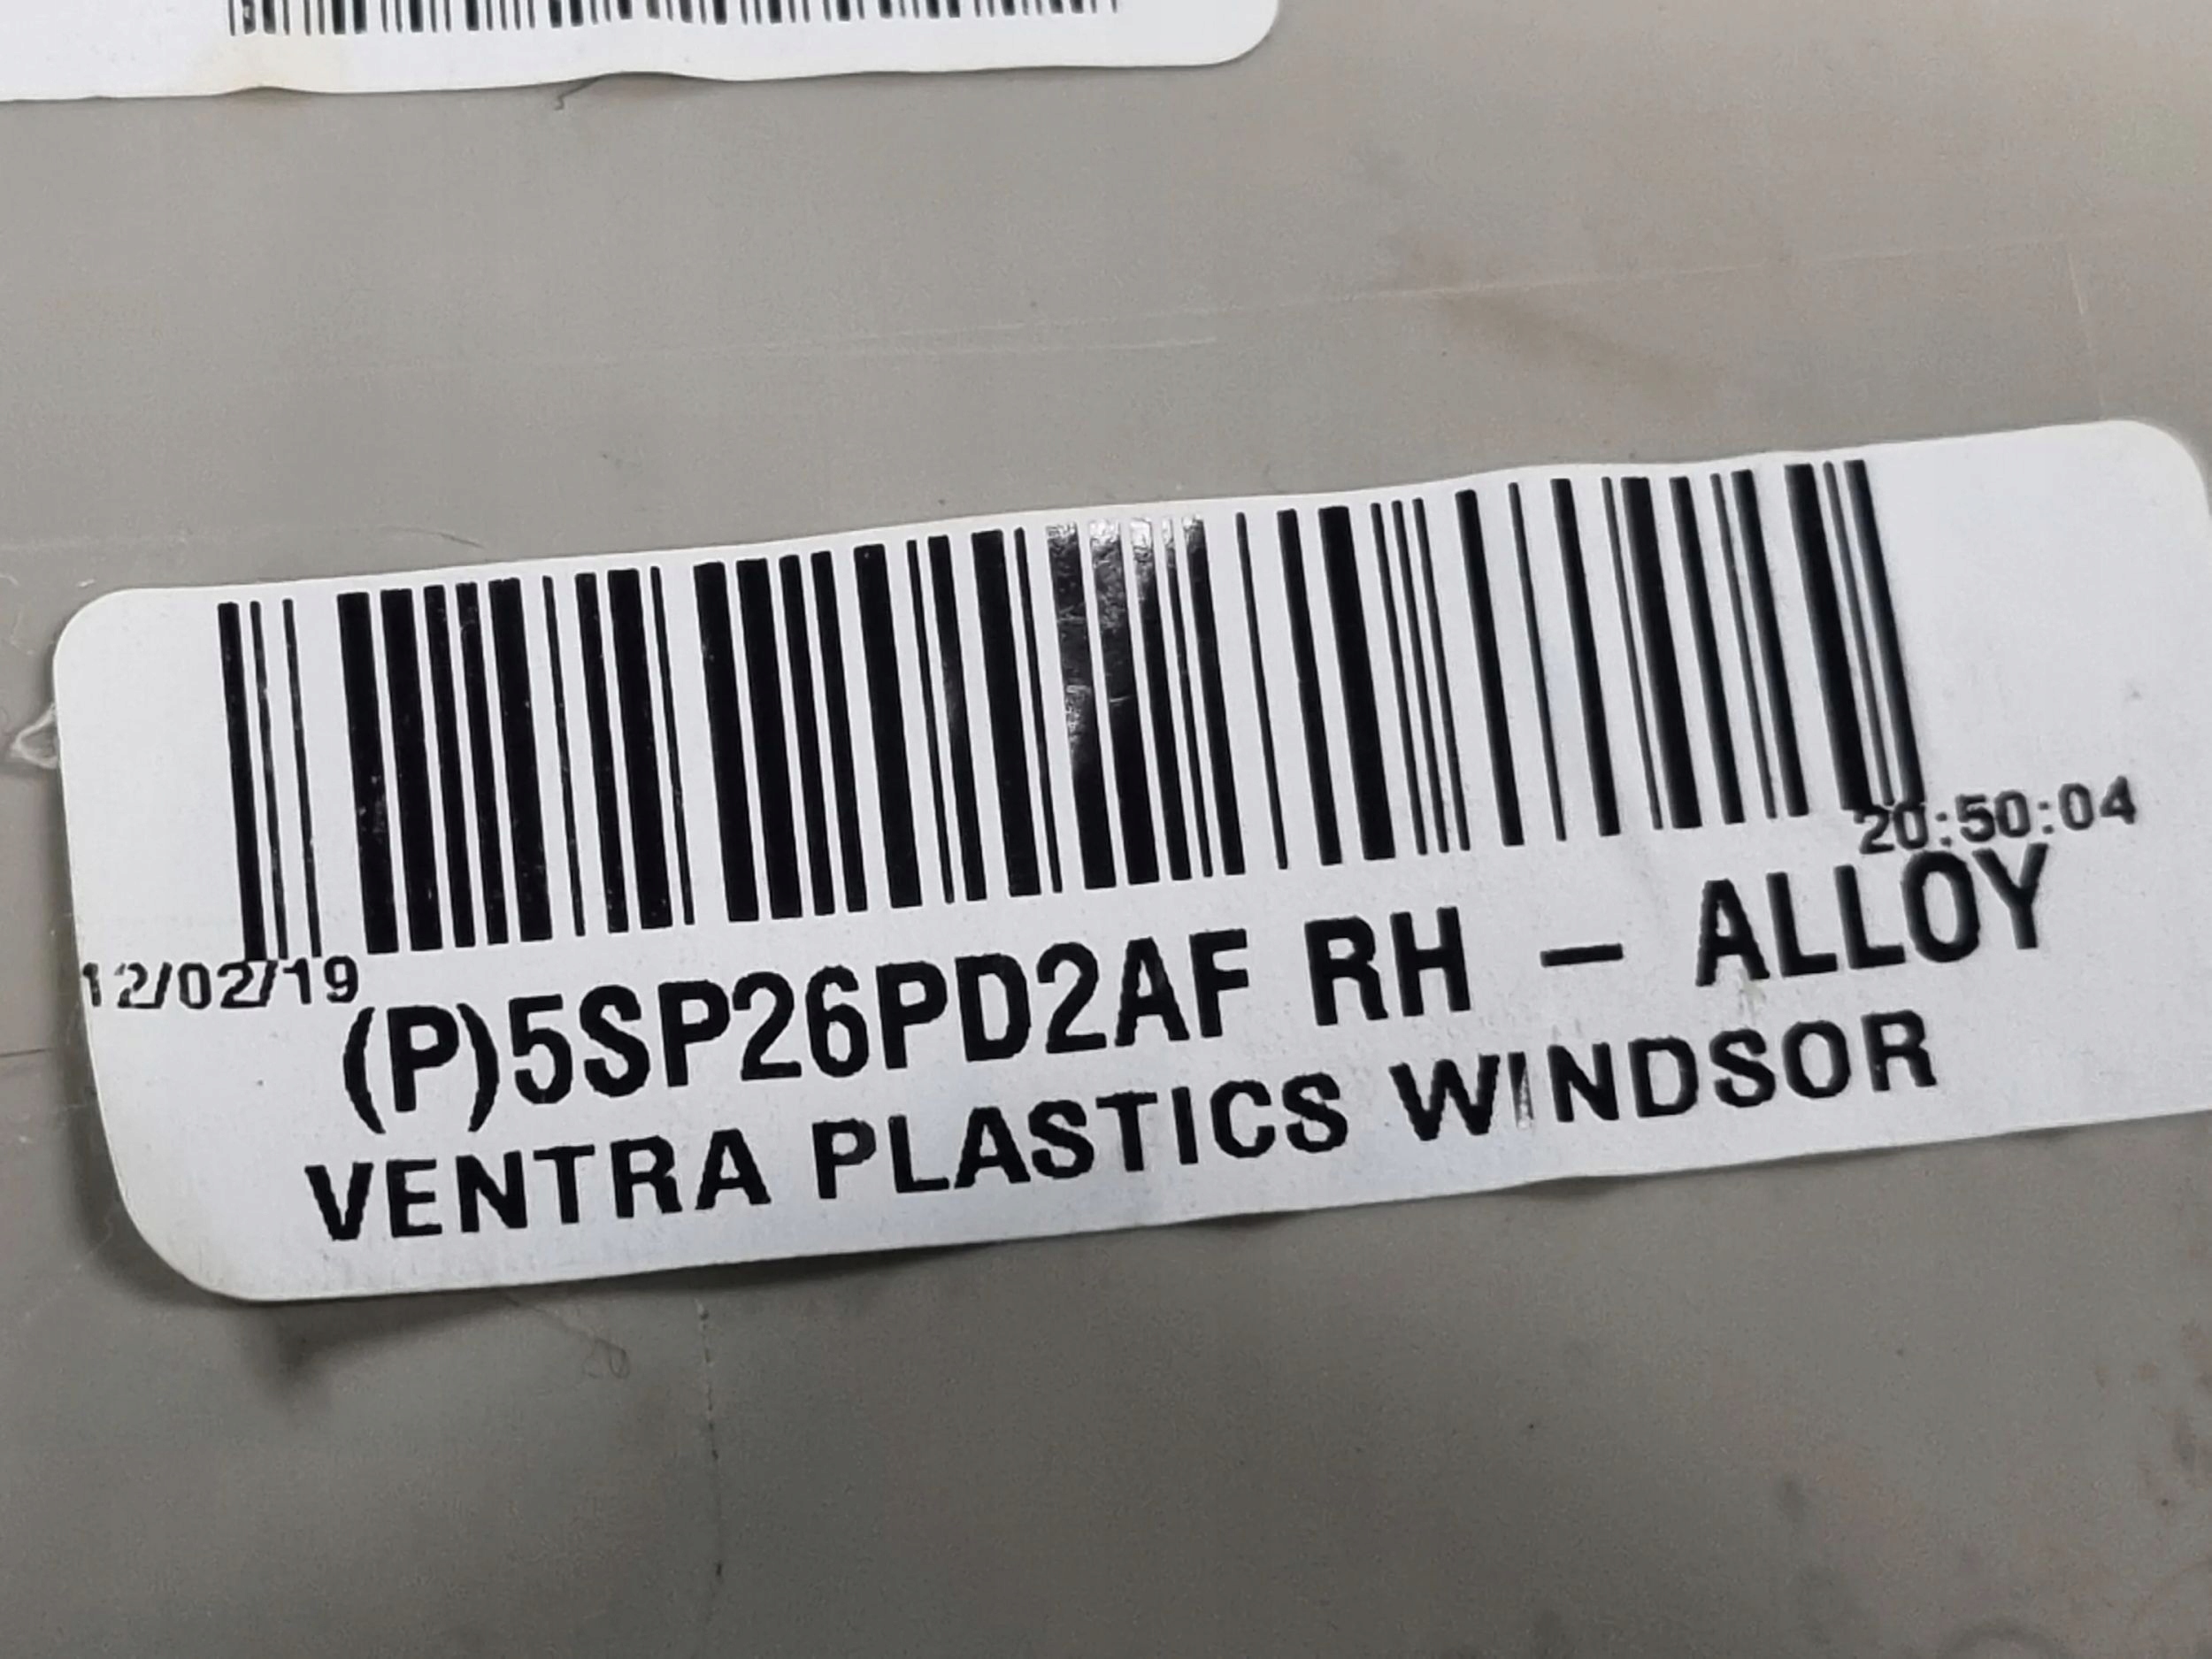 20:50:04
12/02/19
(P)5SP26PD2AF RH - ALLOY
VENTRA PLASTICS WINDSOR